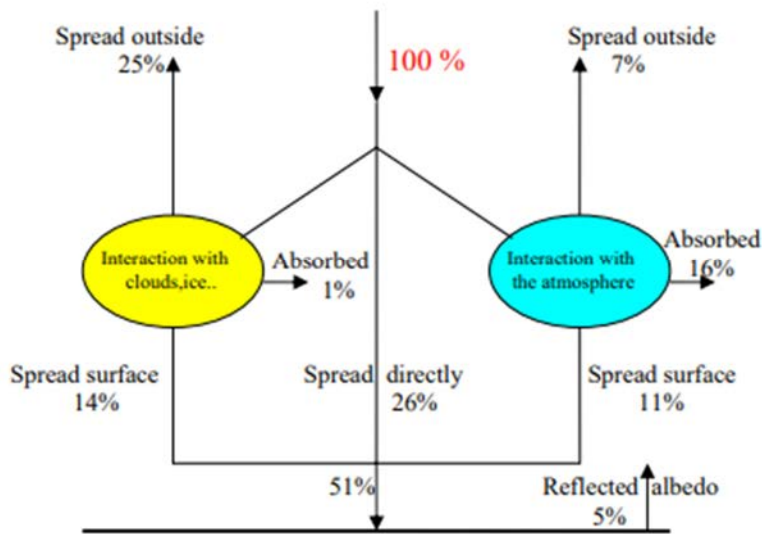 Spread outside
25%
100 %
Spread outside
7%
Interaction with
clouds,ice..
Absorbed
1%
Interaction with
the atmosphere
Absorbed
16%
Spread surface
14%
Spread directly
26%
Spread surface
11%
51%
Reflected albedo
5%